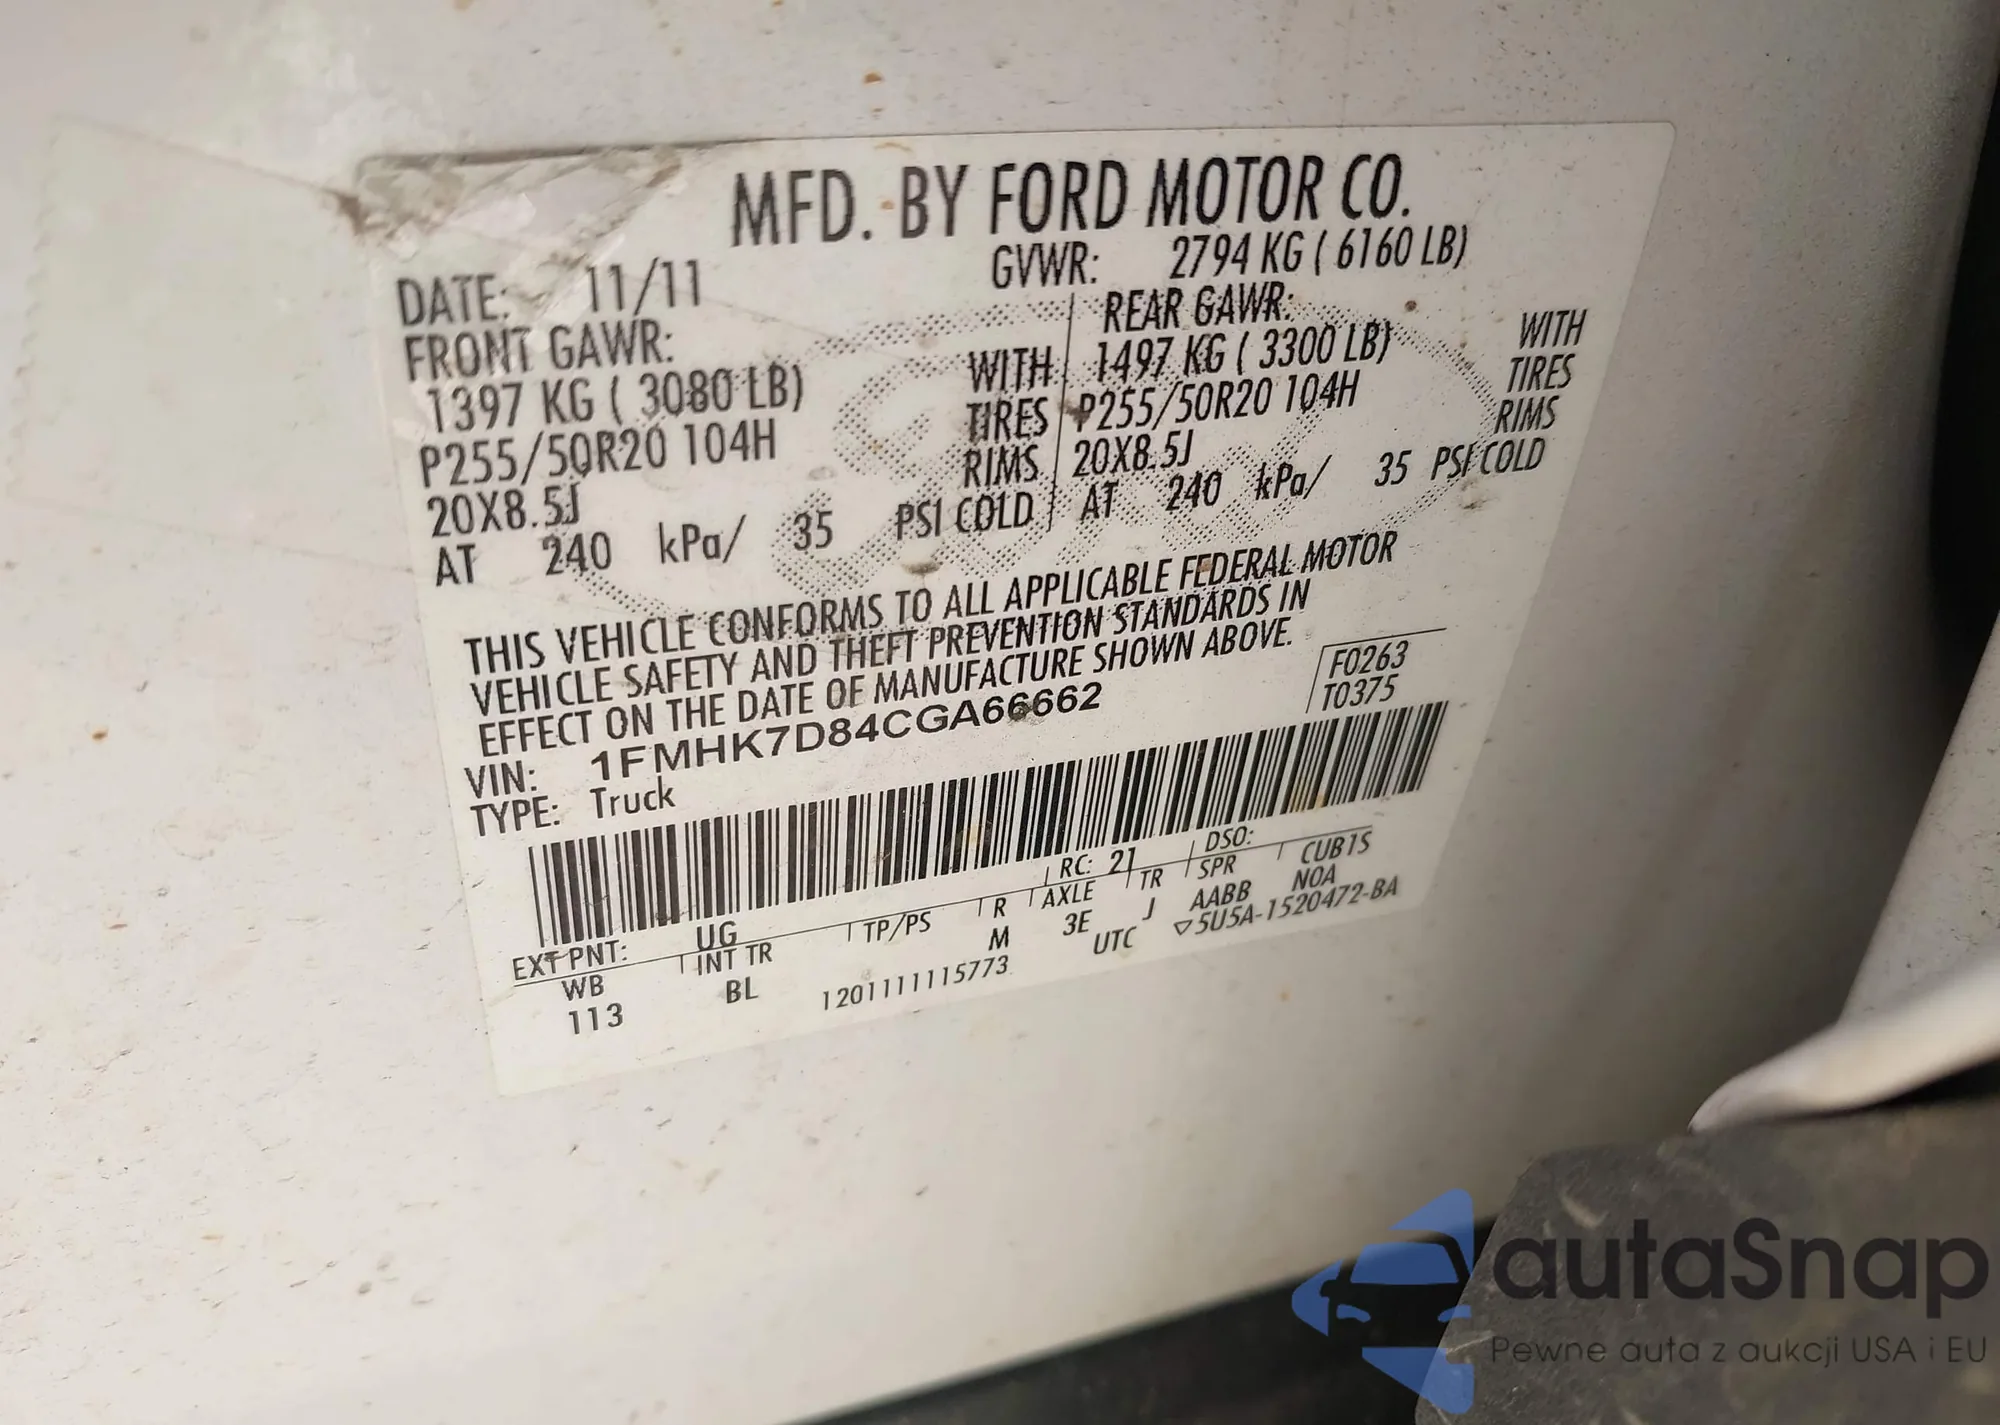 MFD. BY FORD MOTOR CO.
DATE: 11/11 GVWR: 2794 KG ( 6160 LB)
FRONT GAWR: REAR GAWR:
1397 KG ( 3080 LB) WITH 1497 KG ( 3300 LB) WITH
P255/50R20 104H TIRES P255/50R20 104H TIRES
20X8.5J RIMS 20X8.5J RIMS
AT 240 kPa/ 35 PSI COLD AT 240 kPa/ 35 PSI COLD
THIS VEHICLE CONFORMS TO ALL APPLICABLE FEDERAL MOTOR
VEHICLE SAFETY AND THEFT PREVENTION STANDARDS IN
EFFECT ON THE DATE OF MANUFACTURE SHOWN ABOVE.
F0263
T0375
VIN: 1FMHK7D84CGA66662
TYPE: Truck
EXT PNT: UG RC: 21 DSO:
WB INT TR TP/PS R AXLE TR SPR CUB1S
113 BL M 3E J AABB N0A
1201111115773 UTC ▽5U5A-1520472-BA
autaSnap
Pewne auta z aukcji USA i EU